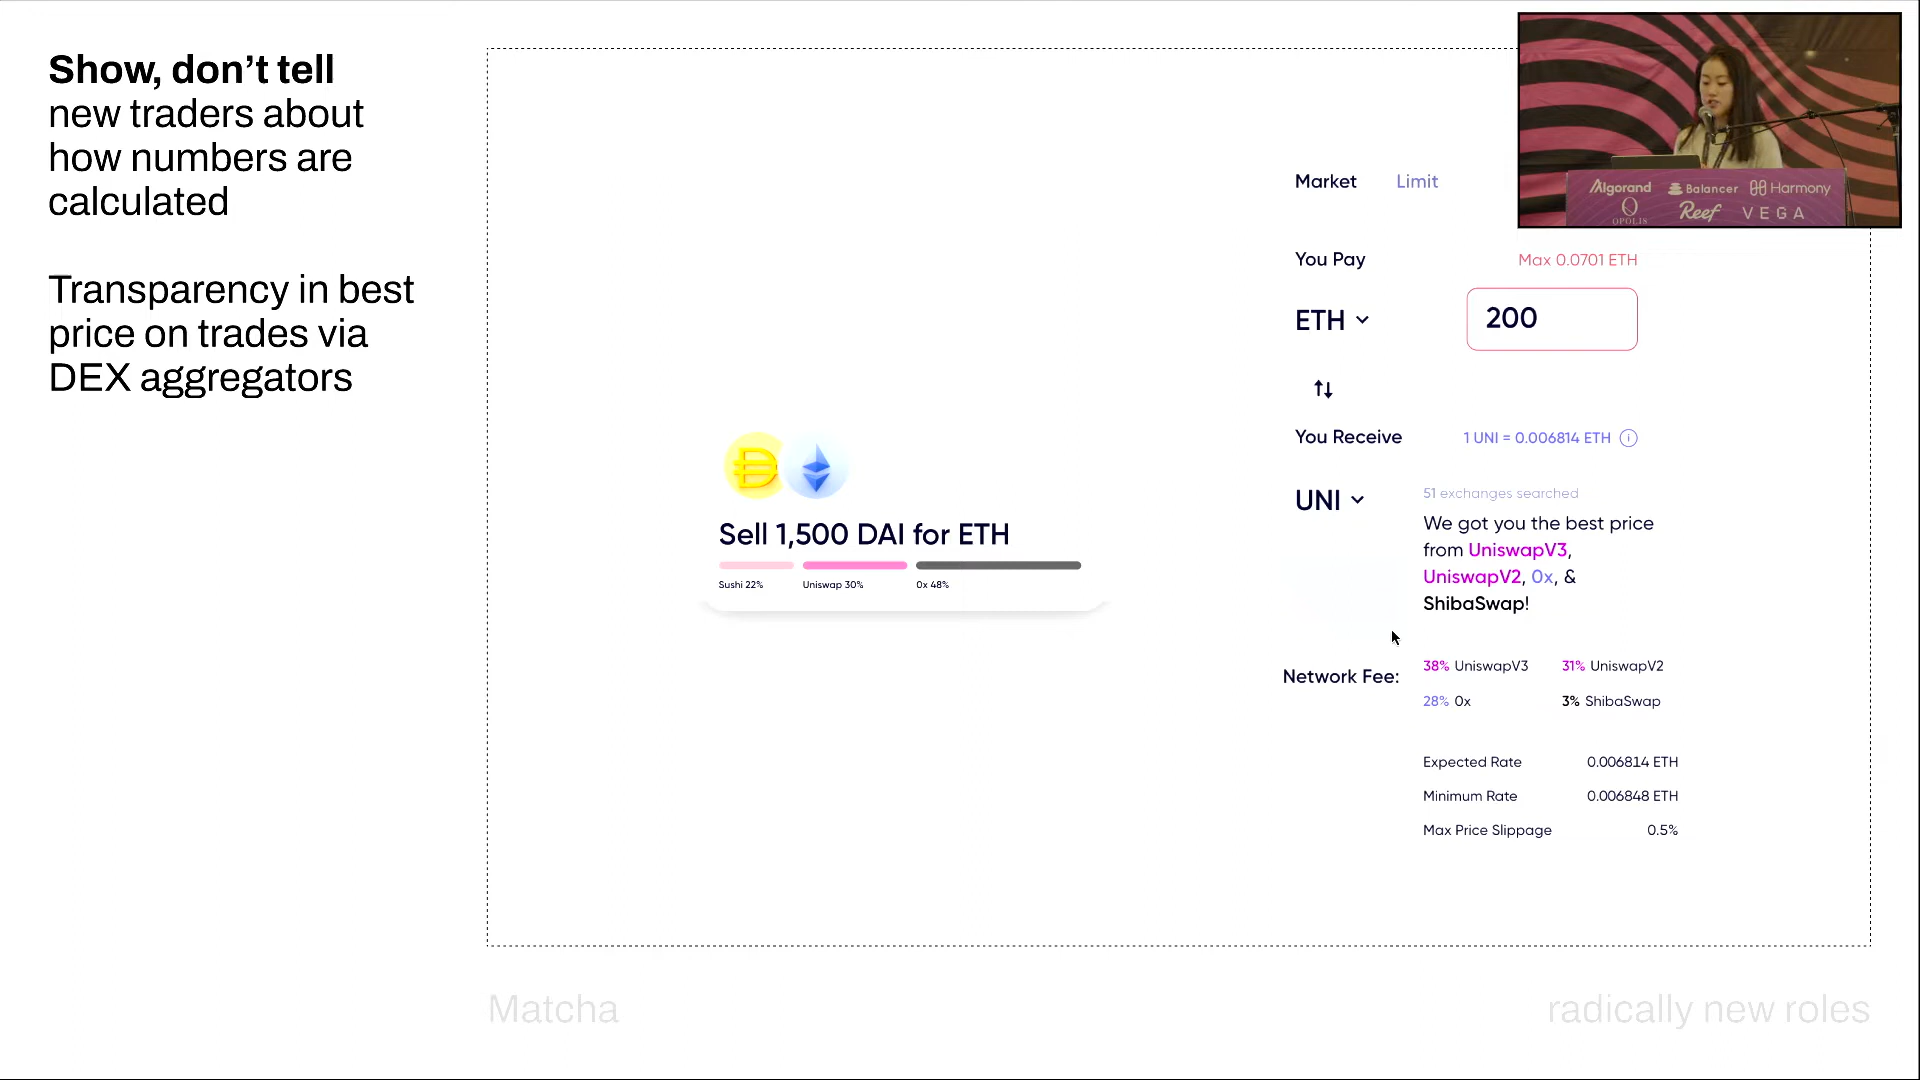 Show, don’t tell
new traders about
how numbers are
calculated
Transparency in best
price on trades via
DEX aggregators
Sell 1,500 DAI for ETH
Sushi 22%
Uniswap 30%
0x 48%
Market
Limit
You Pay
Max 0.0701 ETH
ETH
200
You Receive
1 UNI = 0.006814 ETH
UNI
51 exchanges searched
We got you the best price
from UniswapV3,
UniswapV2, 0x, &
ShibaSwap!
Network Fee:
38% UniswapV3
31% UniswapV2
28% 0x
3% ShibaSwap
Expected Rate 0.006814 ETH
Minimum Rate 0.006848 ETH
Max Price Slippage 0.5%
Algorand Balancer Harmony
OPOLIS Reef VEGA
Matcha
radically new roles